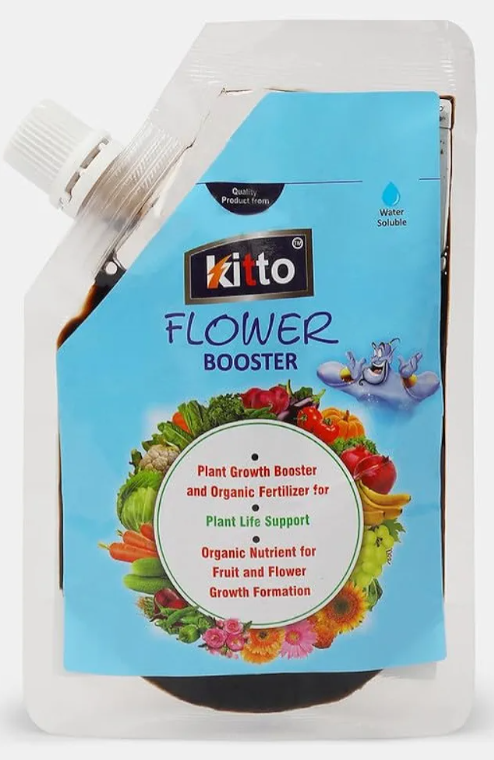 Quality
Product from
Water
Soluble
kitto TM
FLOWER
BOOSTER
Plant Growth Booster
and Organic Fertilizer for
Plant Life Support
Organic Nutrient for
Fruit and Flower
Growth Formation